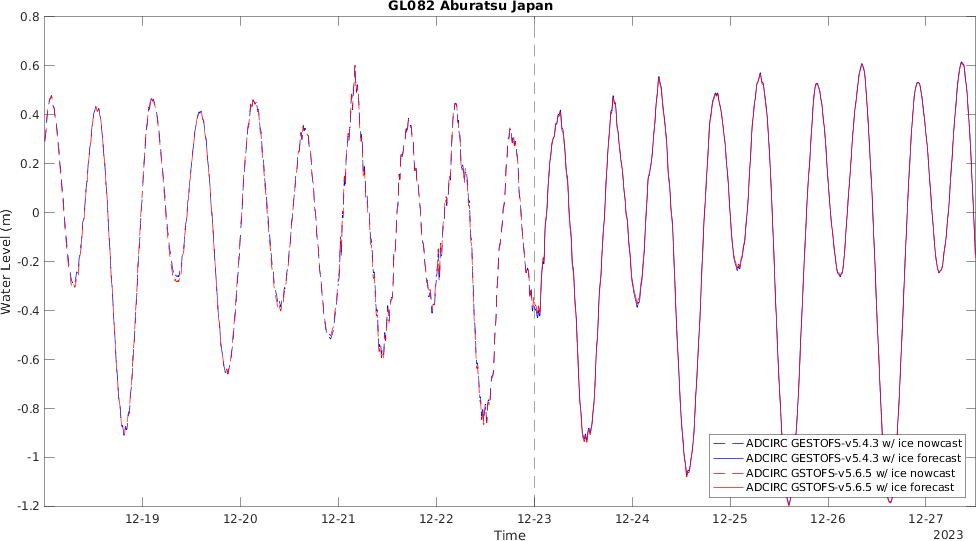 GL082 Aburatsu Japan
Water Level (m)
0.8
0.6
0.4
0.2
0
-0.2
-0.4
-0.6
-0.8
-1
-1.2
ADCIRC GESTOFS-v5.4.3 w/ ice nowcast
ADCIRC GESTOFS-v5.4.3 w/ ice forecast
ADCIRC GSTOFS-v5.6.5 w/ ice nowcast
ADCIRC GSTOFS-v5.6.5 w/ ice forecast
12-19 12-20 12-21 12-22 12-23 12-24 12-25 12-26 12-27
Time
2023